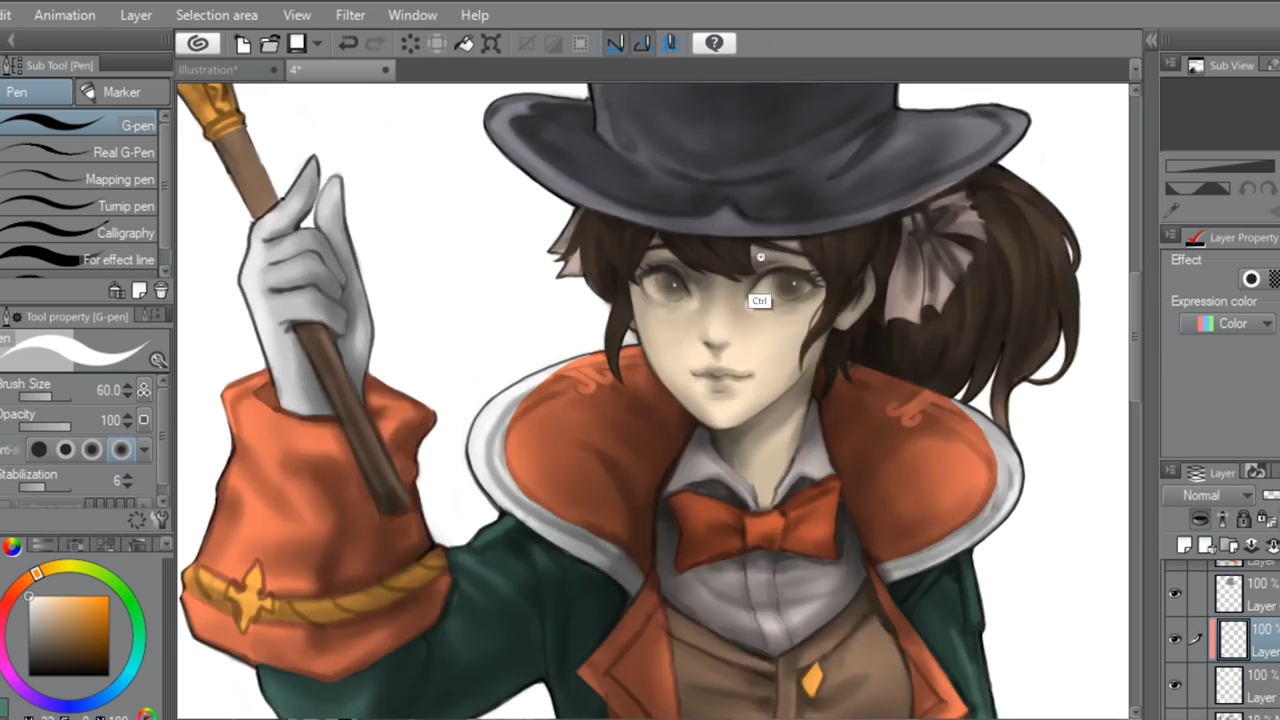 dit Animation Layer Selection area View Filter Window Help
Sub Tool [Pen]
Illustration*
4*
Sub View
Pen
Marker
G-pen
Real G-Pen
Mapping pen
Turnip pen
Calligraphy
For effect line
Layer Property
Effect
Expression color
Color
Ctrl
Tool property [G-pen]
en
Brush Size
60.0
Opacity
100
Stabilization
6
Layer
Normal
100 %
Layer
100 %
Layer
100 %
Layer